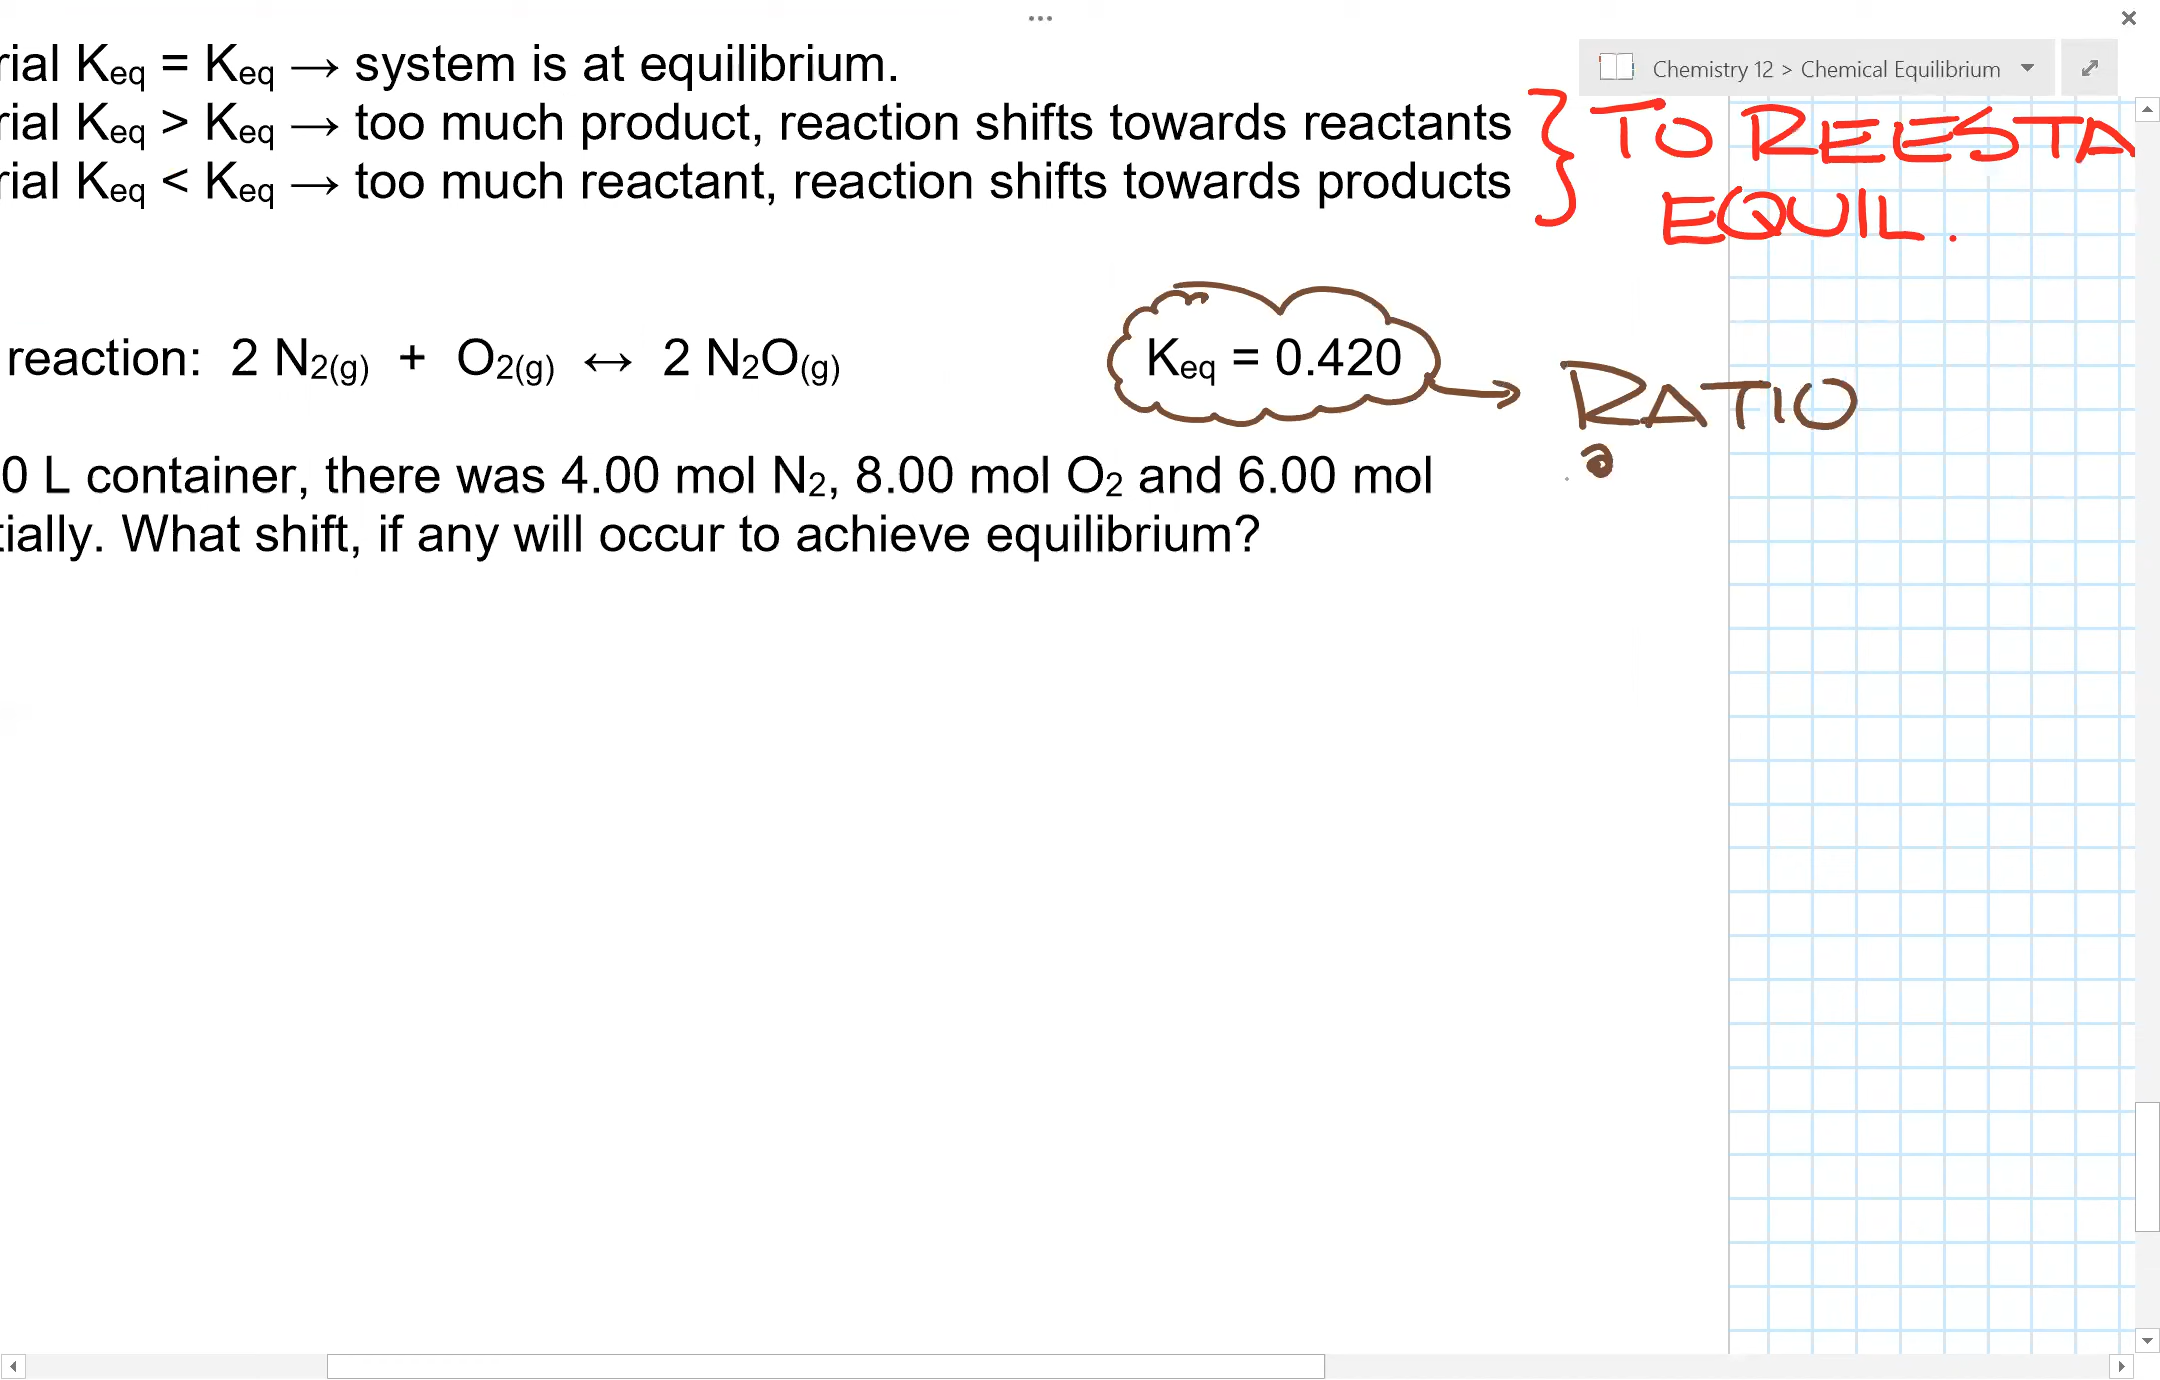 rial Keq = Keq → system is at equilibrium.
Chemistry 12 > Chemical Equilibrium
rial Keq > Keq → too much product, reaction shifts towards reactants } TO REESTA
rial Keq < Keq → too much reactant, reaction shifts towards products EQUIL.
reaction: 2 N2(g) + O2(g) ↔ 2 N2O(g) Keq = 0.420 → RATIO
0 L container, there was 4.00 mol N2, 8.00 mol O2 and 6.00 mol
tially. What shift, if any will occur to achieve equilibrium?